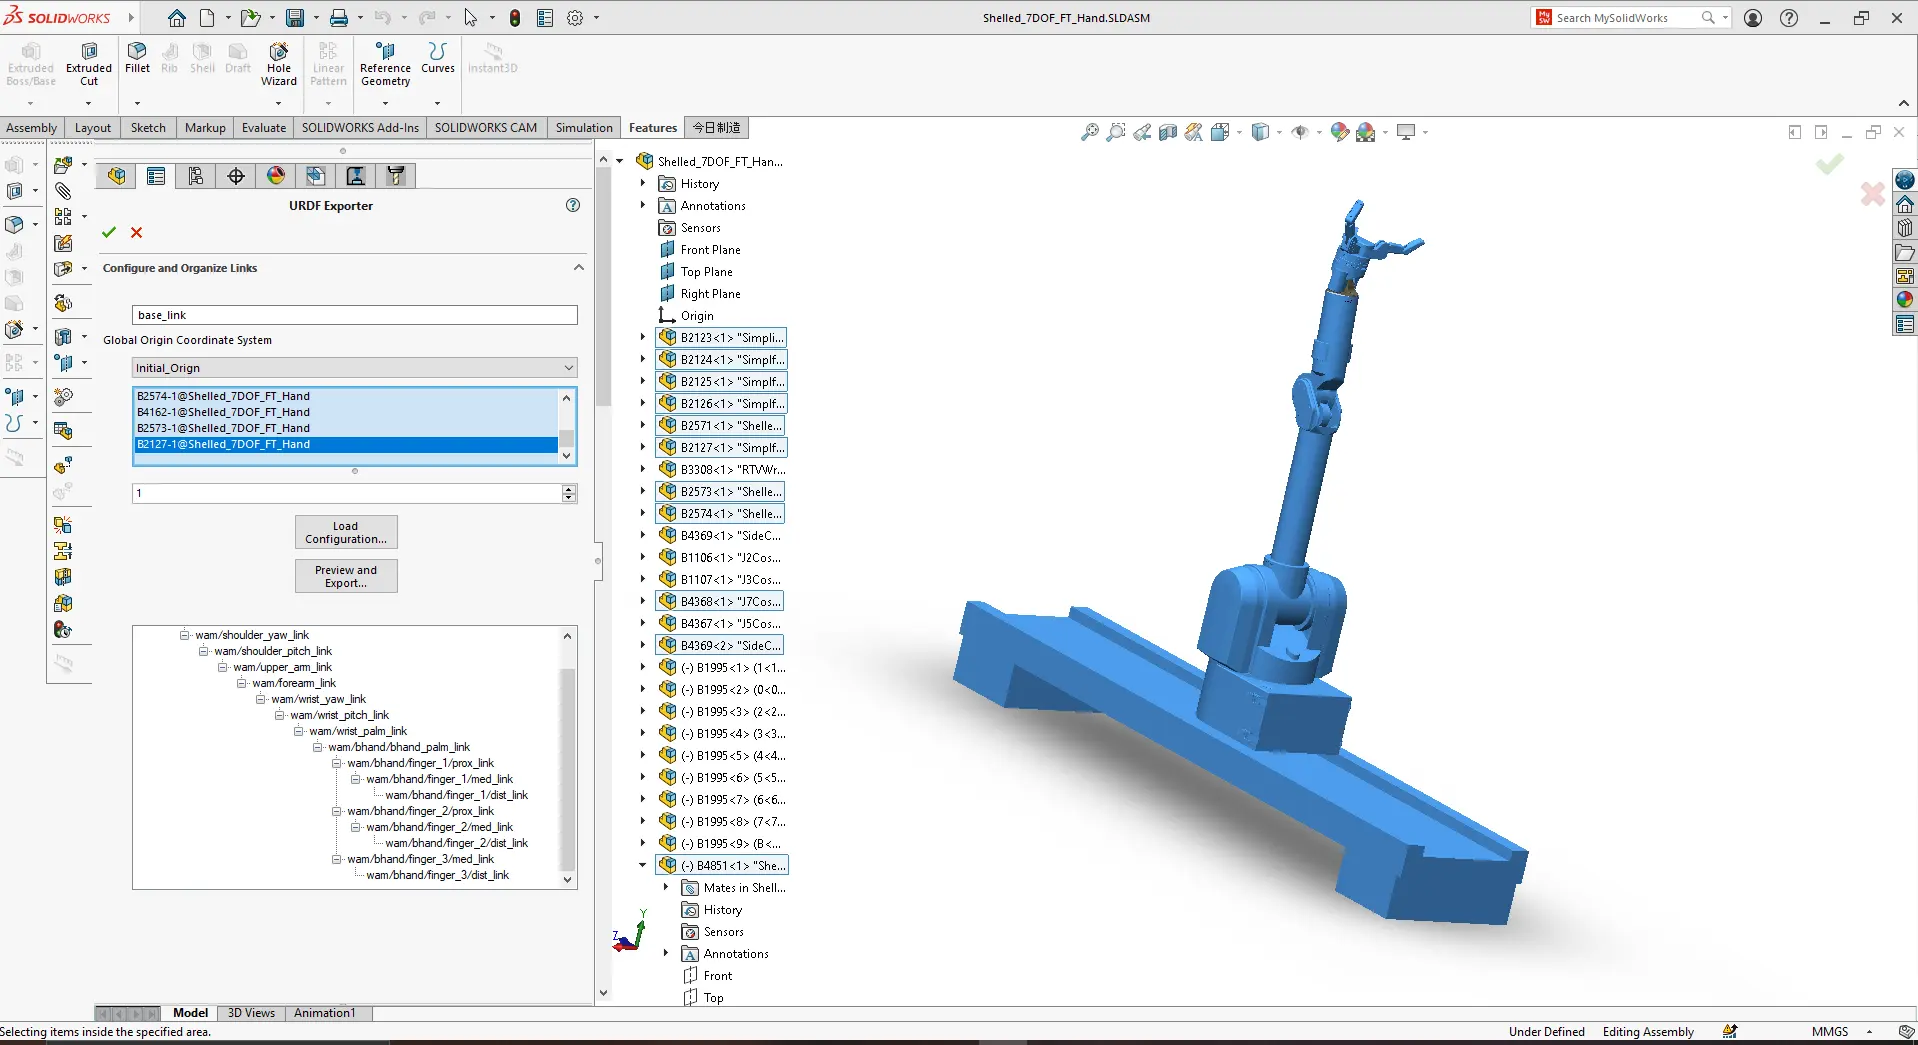 SOLIDWORKS
Shelled_7DOF_FT_Hand.SLDASM
Search MySolidWorks
Extruded Boss/Base
Extruded Cut
Fillet
Rib
Shell
Draft
Hole Wizard
Linear Pattern
Reference Geometry
Curves
Instant3D
Assembly
Layout
Sketch
Markup
Evaluate
SOLIDWORKS Add-Ins
SOLIDWORKS CAM
Simulation
Features
今日制造
URDF Exporter
Configure and Organize Links
base_link
Global Origin Coordinate System
Initial_Orign
B2574-1@Shelled_7DOF_FT_Hand
B4162-1@Shelled_7DOF_FT_Hand
B2573-1@Shelled_7DOF_FT_Hand
B2127-1@Shelled_7DOF_FT_Hand
1
Load
Configuration...
Preview and
Export...
wam/shoulder_yaw_link
wam/shoulder_pitch_link
wam/upper_arm_link
wam/forearm_link
wam/wrist_yaw_link
wam/wrist_pitch_link
wam/wrist_palm_link
wam/bhand/bhand_palm_link
wam/bhand/finger_1/prox_link
wam/bhand/finger_1/med_link
wam/bhand/finger_1/dist_link
wam/bhand/finger_2/prox_link
wam/bhand/finger_2/med_link
wam/bhand/finger_2/dist_link
wam/bhand/finger_3/med_link
wam/bhand/finger_3/dist_link
Shelled_7DOF_FT_Han...
History
Annotations
Sensors
Front Plane
Top Plane
Right Plane
Origin
B2123<1> "Simpli...
B2124<1> "Simplf...
B2125<1> "Simplf...
B2126<1> "Simplf...
B2571<1> "Shelle...
B2127<1> "Simplf...
B3308<1> "RTVWr...
B2573<1> "Shelle...
B2574<1> "Shelle...
B4369<1> "SideC...
B1106<1> "J2Cos...
B1107<1> "J3Cos...
B4368<1> "J7Cos...
B4367<1> "J5Cos...
B4369<2> "SideC...
(-) B1995<1> (1<1...
(-) B1995<2> (0<0...
(-) B1995<3> (2<2...
(-) B1995<4> (3<3...
(-) B1995<5> (4<4...
(-) B1995<6> (5<5...
(-) B1995<7> (6<6...
(-) B1995<8> (7<7...
(-) B1995<9> (B<...
(-) B4851<1> "She...
Mates in Shell...
History
Sensors
Annotations
Front
Top
Y
Z
Model
3D Views
Animation1
Selecting items inside the specified area.
Under Defined
Editing Assembly
MMGS